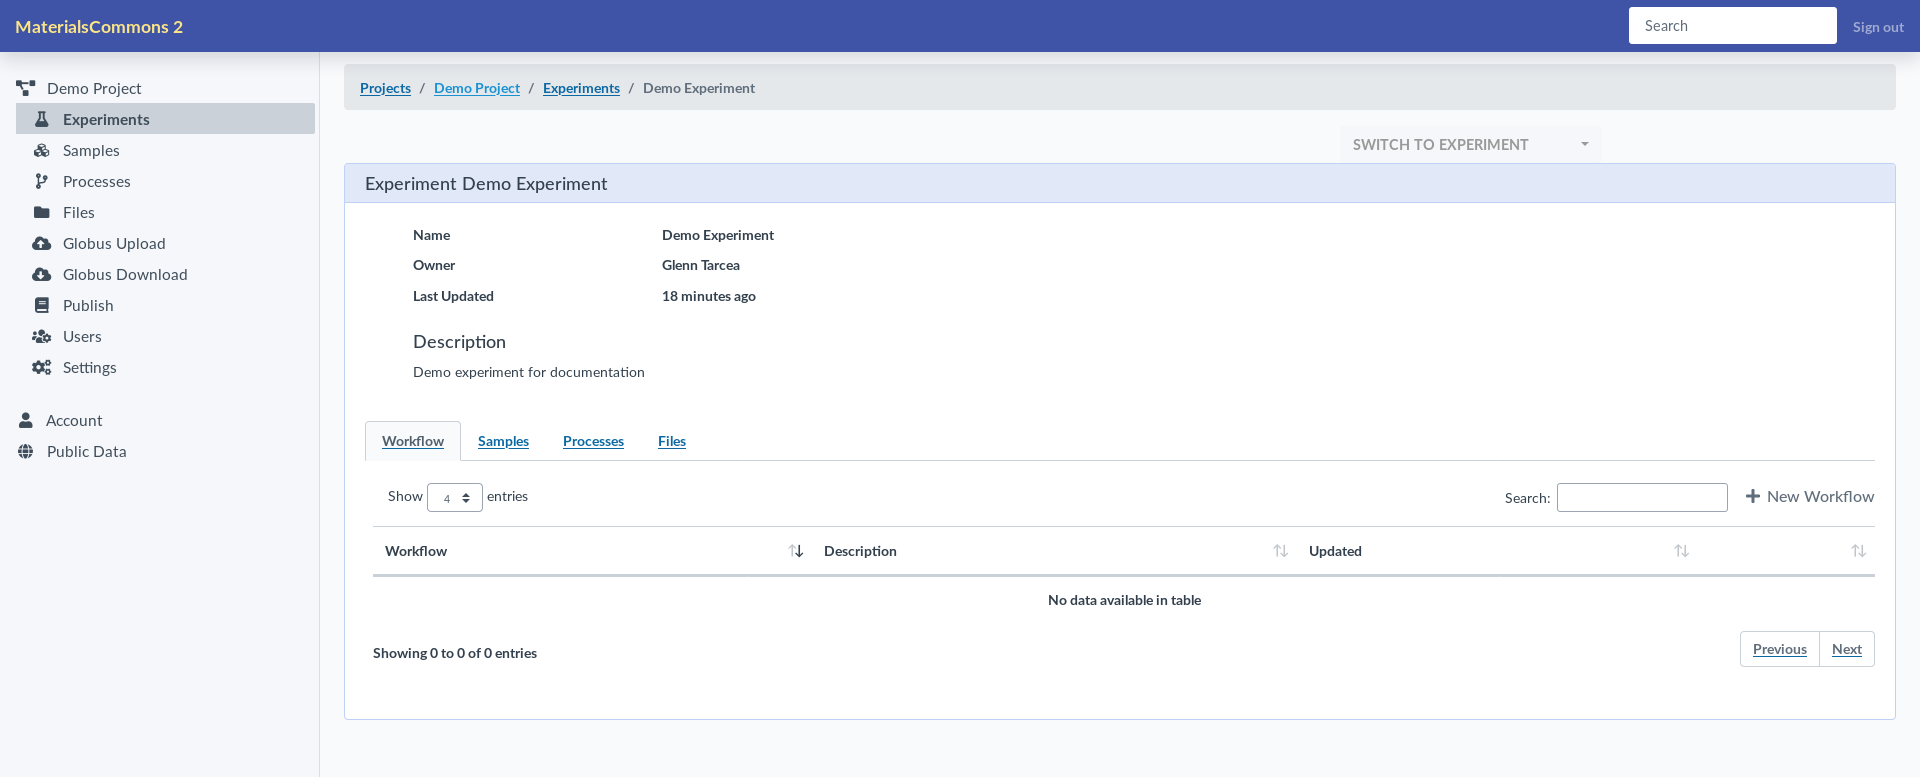 MaterialsCommons 2
Search
Sign out
Demo Project
Experiments
Samples
Processes
Files
Globus Upload
Globus Download
Publish
Users
Settings
Account
Public Data
Projects / Demo Project / Experiments / Demo Experiment
SWITCH TO EXPERIMENT
Experiment Demo Experiment
Name Demo Experiment
Owner Glenn Tarcea
Last Updated 18 minutes ago
Description
Demo experiment for documentation
Workflow Samples Processes Files
Show 4 entries Search: New Workflow
Workflow Description Updated
No data available in table
Showing 0 to 0 of 0 entries
Previous Next